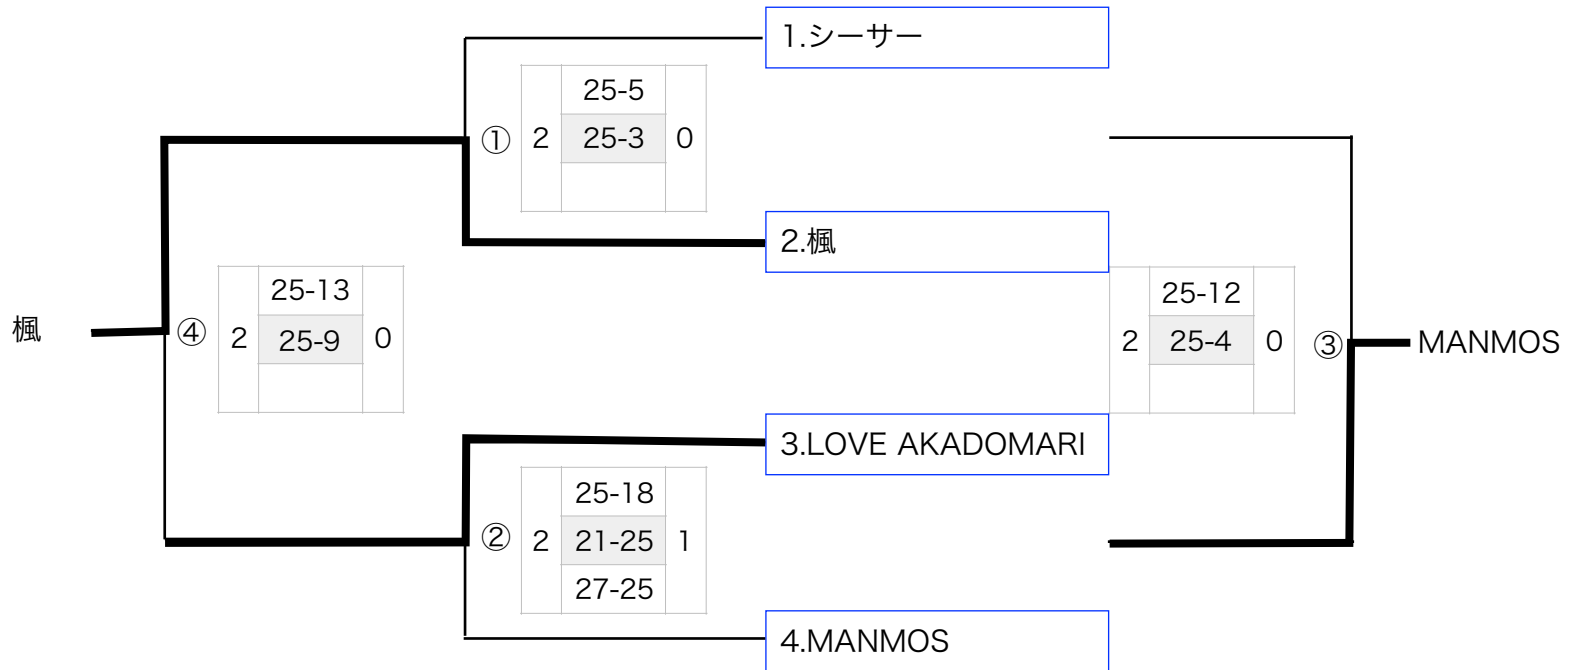 1.シーサー
25-5
① 2 25-3 0
2.楓
25-13
楓 ④ 2 25-9 0
25-12
2 25-4 0 ③ MANMOS
3.LOVE AKADOMARI
25-18
② 2 21-25 1
27-25
4.MANMOS